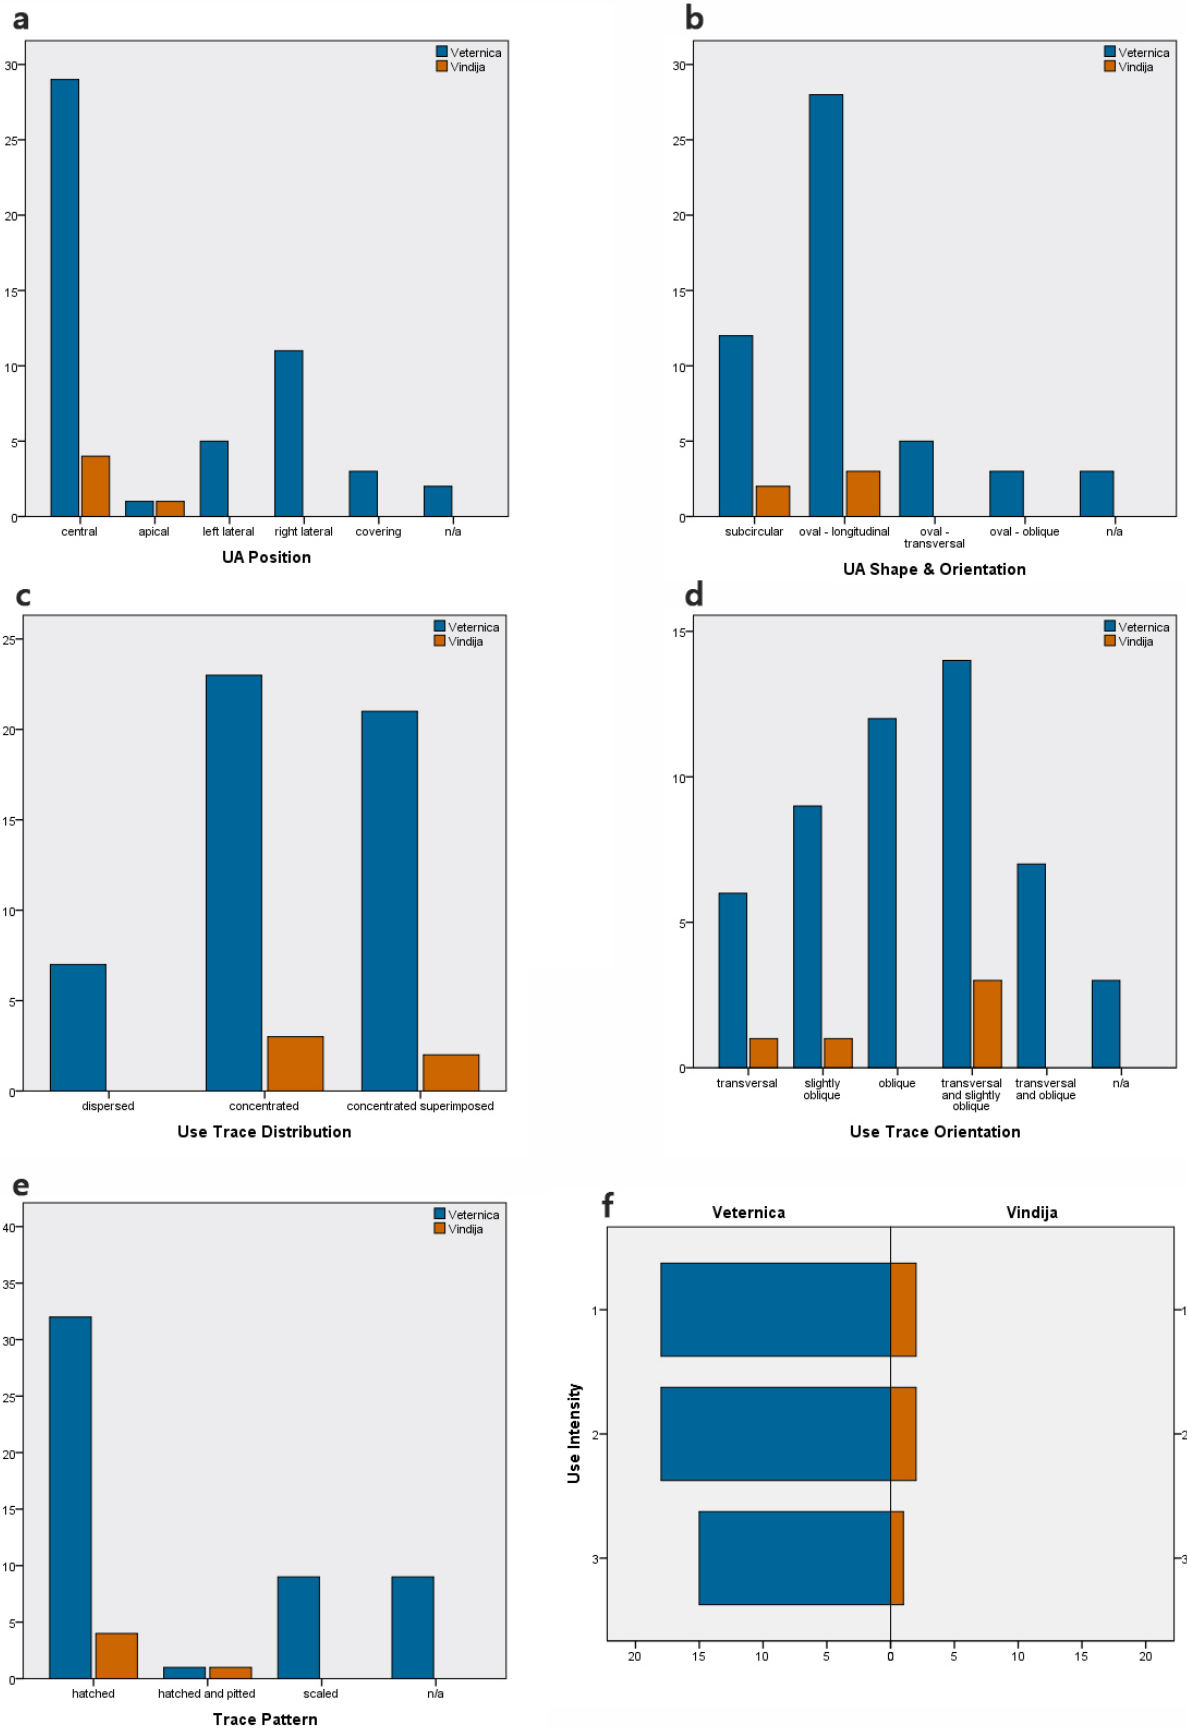 a
Veternica
Vindija
30
25
20
15
10
5
0
central apical left lateral right lateral covering n/a
UA Position
b
Veternica
Vindija
30
25
20
15
10
5
0
subcircular oval - longitudinal oval - transversal oval - oblique n/a
UA Shape & Orientation
c
Veternica
Vindija
25
20
15
10
5
0
dispersed concentrated concentrated superimposed
Use Trace Distribution
d
Veternica
Vindija
15
10
5
0
transversal slightly oblique oblique transversal and slightly oblique transversal and oblique n/a
Use Trace Orientation
e
Veternica
Vindija
40
35
30
25
20
15
10
5
0
hatched hatched and pitted scaled n/a
Trace Pattern
f
Veternica Vindija
Use Intensity
1 1
2 2
3 3
20 15 10 5 0 5 10 15 20